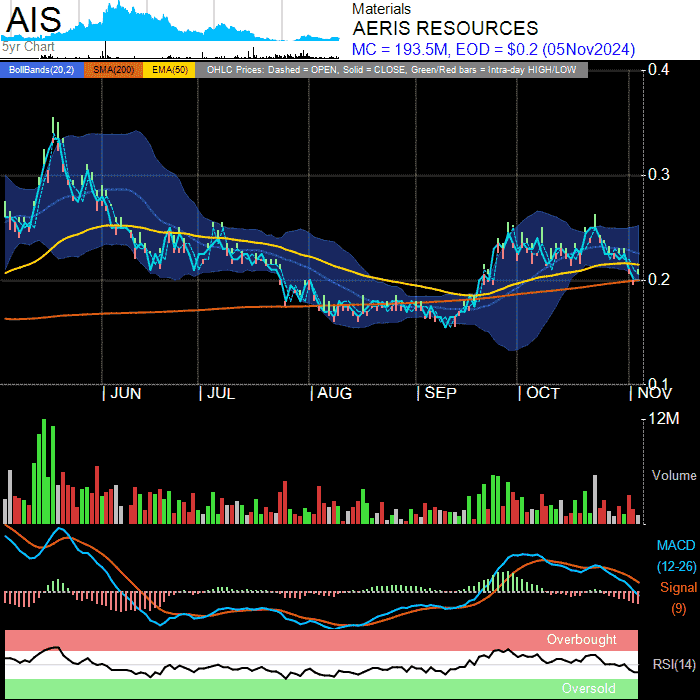 AIS
5yr Chart
Materials
AERIS RESOURCES
MC = 193.5M, EOD = $0.2 (05Nov2024)
BollBands(20,2) SMA(200) EMA(50) OHLC Prices: Dashed = OPEN, Solid = CLOSE, Green/Red bars = Intra-day HIGH/LOW
0.4
0.3
0.2
0.1
JUN JUL AUG SEP OCT NOV
12M
Volume
MACD
(12-26)
Signal
(9)
Overbought
RSI(14)
Oversold